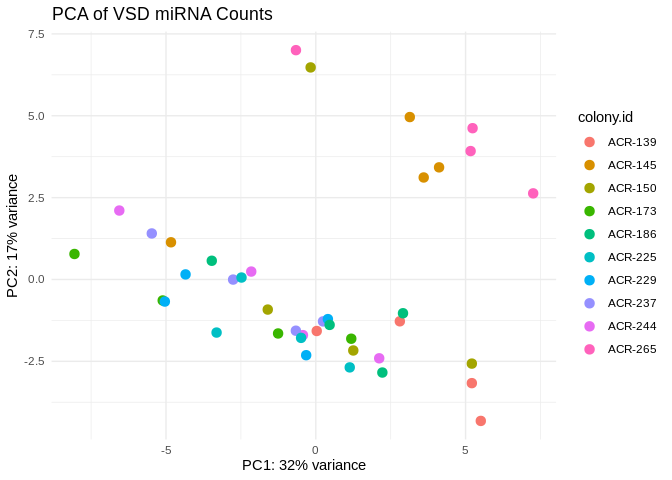 PCA of VSD miRNA Counts
7.5
5.0
2.5
0.0
-2.5
PC2: 17% variance
-5
0
5
PC1: 32% variance
colony.id
ACR-139
ACR-145
ACR-150
ACR-173
ACR-186
ACR-225
ACR-229
ACR-237
ACR-244
ACR-265